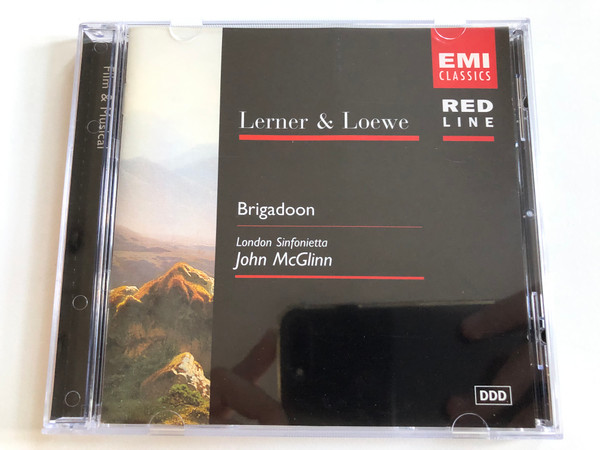 Film & Musical
EMI
CLASSICS
RED
LINE
Lerner & Loewe
Brigadoon
London Sinfonietta
John McGlinn
DDD